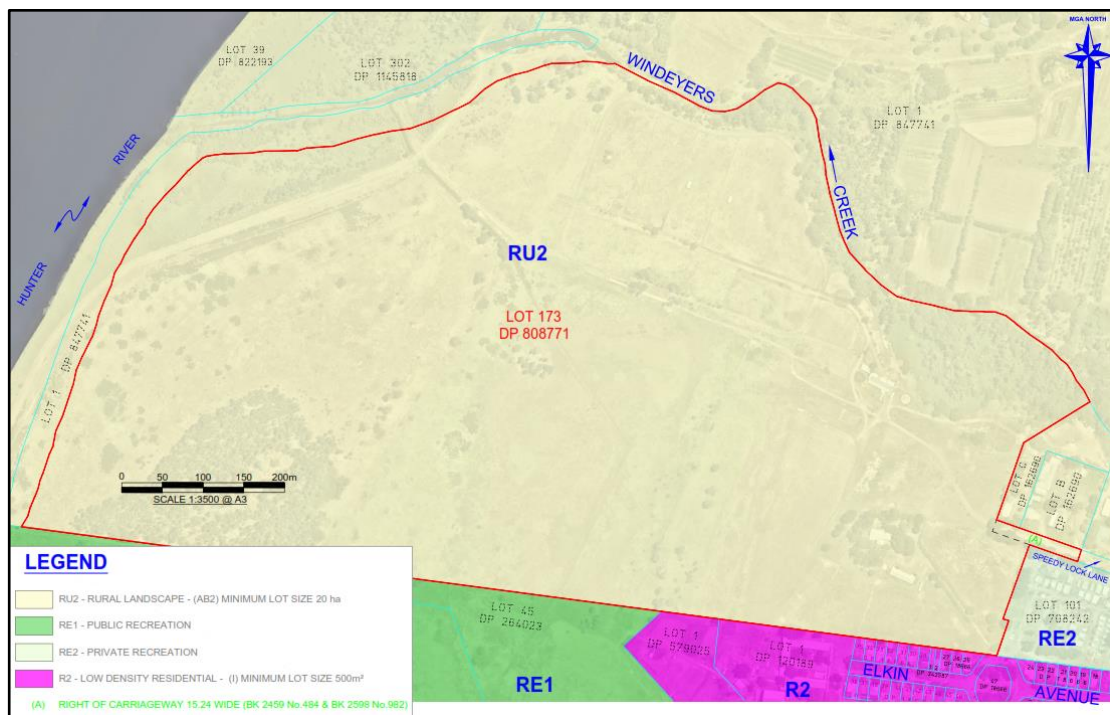 MGA NORTH
LOT 39
DP 822193
LOT 302
DP 1145818
WINDEYERS
CREEK
LOT 1
DP 847741
HUNTER
RIVER
RU2
LOT 173
DP 808771
LOT 1 DP 847741
0 50 100 150 200m
SCALE 1:3500 @ A3
LOT C
DP 162690
LOT B
DP 162690
(A)
SPEEDY LOCK LANE
LOT 101
DP 708242
RE2
LOT 45
DP 264023
RE1
LOT 1
DP 579025
LOT 1
DP 120189
R2
ELKIN
AVENUE
LEGEND
RU2 - RURAL LANDSCAPE - (AB2) MINIMUM LOT SIZE 20 ha
RE1 - PUBLIC RECREATION
RE2 - PRIVATE RECREATION
R2 - LOW DENSITY RESIDENTIAL - (I) MINIMUM LOT SIZE 500m²
(A) RIGHT OF CARRIAGEWAY 15.24 WIDE (BK 2459 No.484 & BK 2598 No.982)